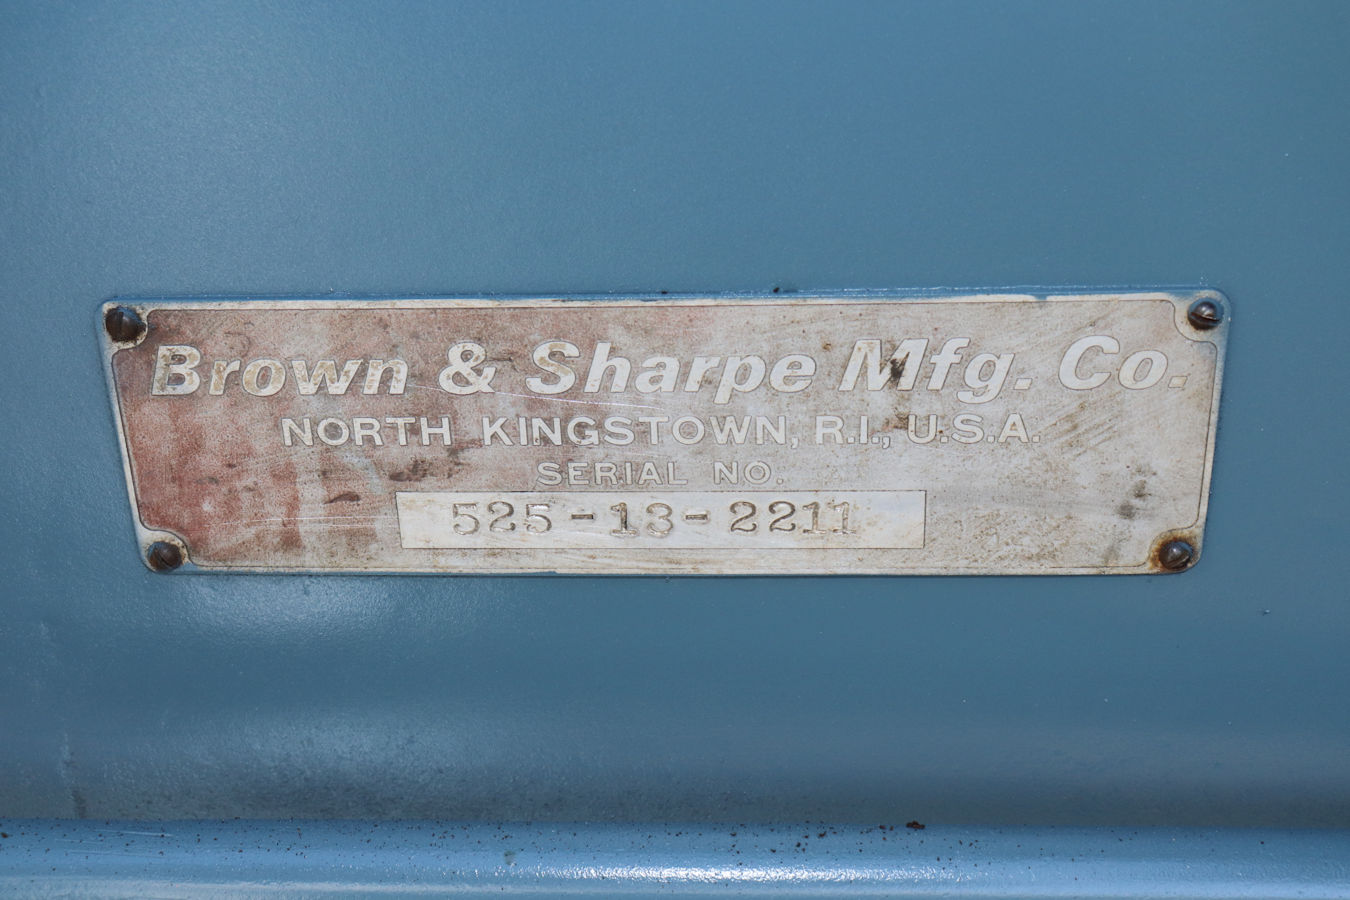 Brown & Sharpe Mfg. Co.
NORTH KINGSTOWN, R.I., U.S.A.
SERIAL NO.
525-13-2211